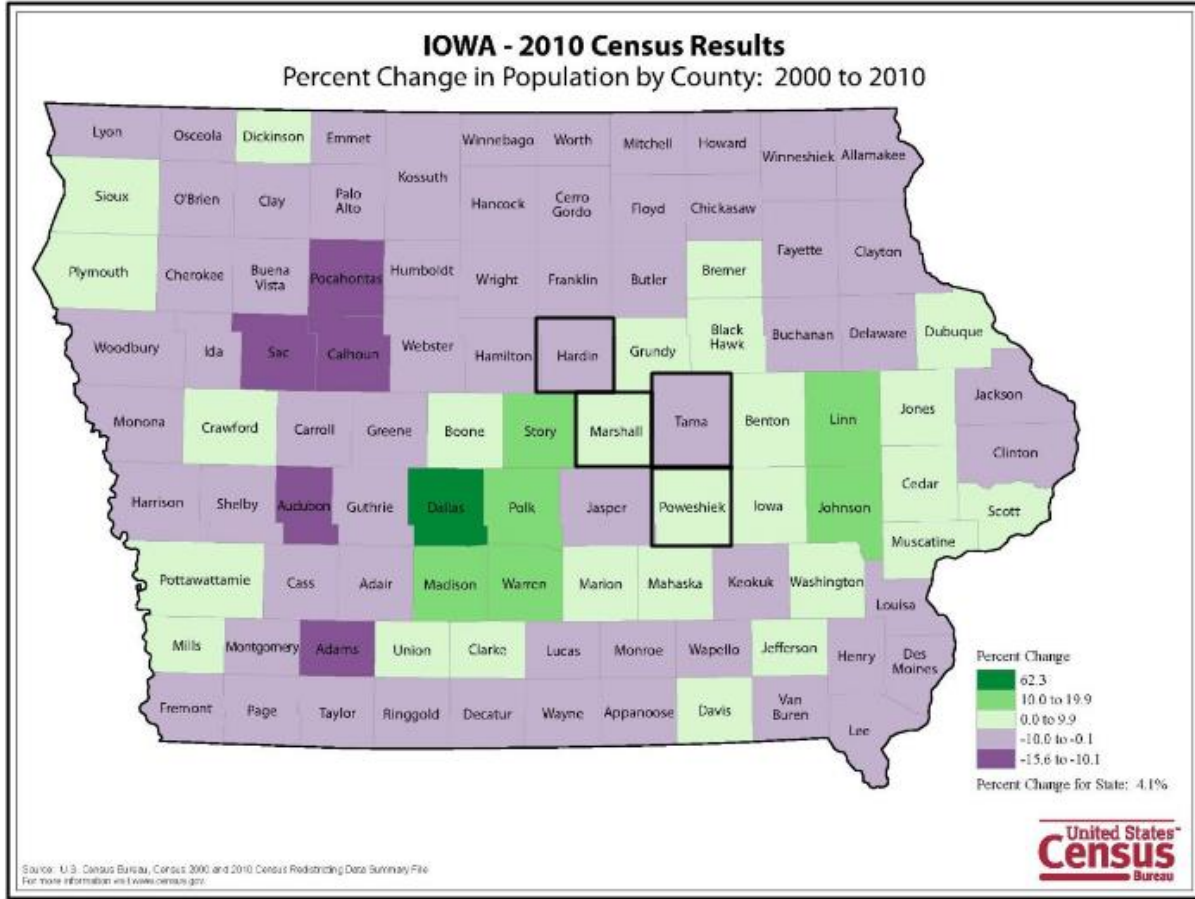 IOWA - 2010 Census Results
Percent Change in Population by County: 2000 to 2010
Lyon
Osceola
Dickinson
Emmet
Kossuth
Winnebago
Worth
Mitchell
Howard
Winneshiek
Allamakee
Sioux
O'Brien
Clay
Palo
Alto
Hancock
Cerro
Gordo
Floyd
Chickasaw
Fayette
Clayton
Plymouth
Cherokee
Buena
Vista
Pocahontas
Humboldt
Wright
Franklin
Butler
Bremer
Woodbury
Ida
Sac
Calhoun
Webster
Hamilton
Hardin
Grundy
Black
Hawk
Buchanan
Delaware
Dubuque
Monona
Crawford
Carroll
Greene
Boone
Story
Marshall
Tama
Benton
Linn
Jones
Jackson
Clinton
Harrison
Shelby
Audubon
Guthrie
Dallas
Polk
Jasper
Poweshiek
Iowa
Johnson
Cedar
Scott
Muscatine
Pottawattamie
Cass
Adair
Madison
Warren
Marion
Mahaska
Keokuk
Washington
Louisa
Mills
Montgomery
Adams
Union
Clarke
Lucas
Monroe
Wapello
Jefferson
Henry
Des
Moines
Fremont
Page
Taylor
Ringgold
Decatur
Wayne
Appanoose
Davis
Van
Buren
Lee
Percent Change
62.3
10.0 to 19.9
0.0 to 9.9
-10.0 to -0.1
-15.6 to -10.1
Percent Change for State: 4.1%
United States™
Census
Bureau
Source: U.S. Census Bureau, Census 2000 and 2010 Census Redistricting Data Summary File
For more information visit www.census.gov.